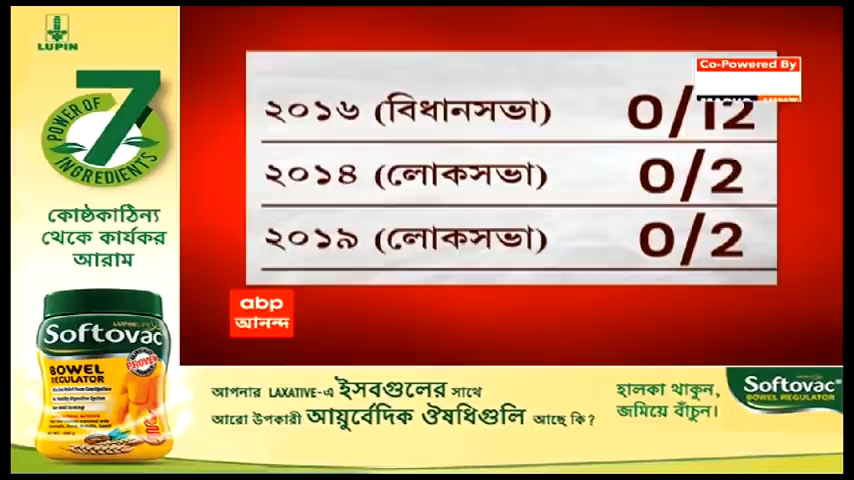 LUPIN
POWER OF
7
INGREDIENTS
কোষ্ঠকাঠিন্য
থেকে কার্যকর
আরাম
Co-Powered By
২০১৬ (বিধানসভা) 0/12
২০১৪ (লোকসভা) 0/2
২০১৯ (লোকসভা) 0/2
abp
আনন্দ
Softovac
BOWEL
REGULATOR
PROVEN
আপনার LAXATIVE-এ ইসবগুলের সাথে
আরো উপকারী আয়ুর্বেদিক ঔষধিগুলি আছে কি?
হালকা থাকুন,
জমিয়ে বাঁচুন।
Softovac
BOWEL REGULATOR